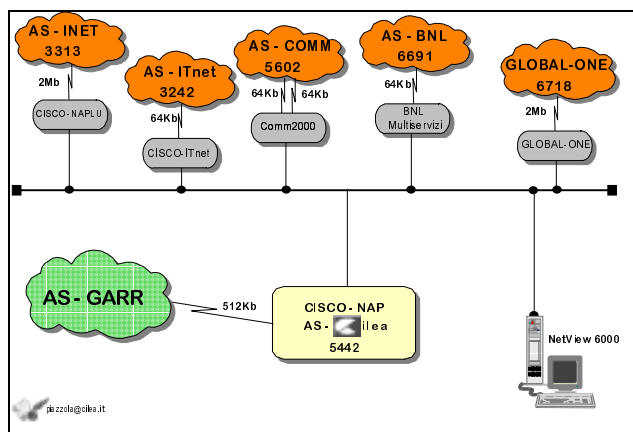 AS - INET
3313
2Mb
CISCO-NAPLU
AS - ITnet
3242
64Kb
CISCO-ITnet
AS - COMM
5602
64Kb
64Kb
Comm2000
AS - BNL
6691
64Kb
BNL
Multiservizi
GLOBAL-ONE
6718
2Mb
GLOBAL-ONE
AS - GARR
512Kb
CISCO- NAP
AS- ilea
5442
NetView 6000
piazzola@cilea.it